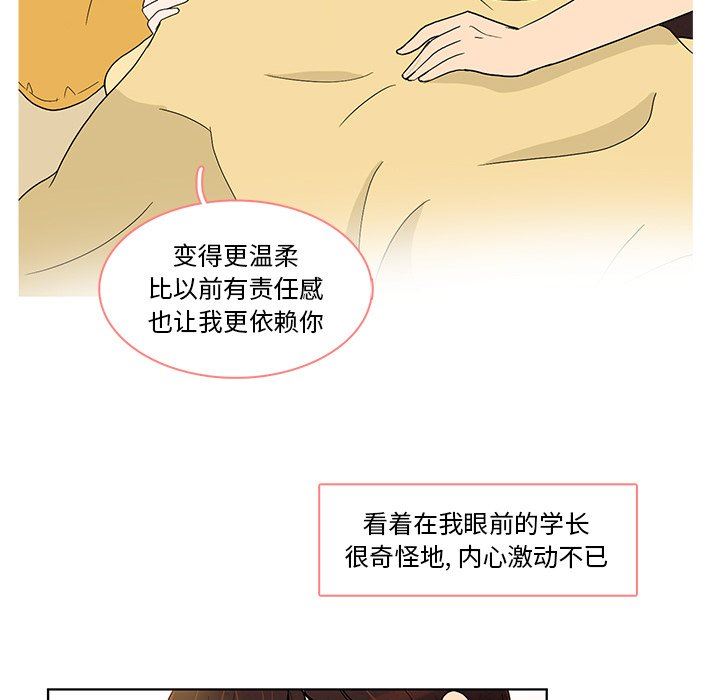 变得更温柔
比以前有责任感
也让我更依赖你
看着在我眼前的学长
很奇怪地, 内心激动不已